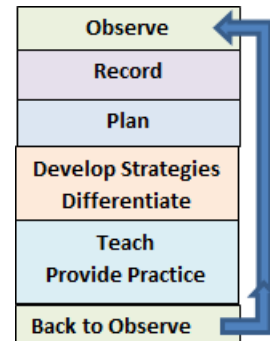 Observe
Record
Plan
Develop Strategies
Differentiate
Teach
Provide Practice
Back to Observe